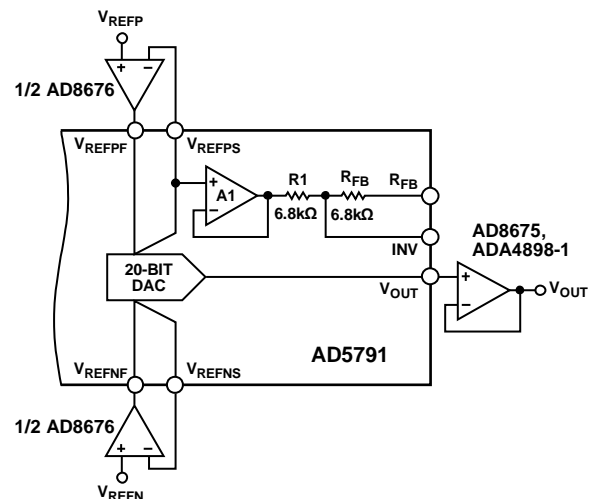 VREFP
+ −
1/2 AD8676
VREFPF VREFPS
+ A1 −
R1 RFB RFB
6.8kΩ 6.8kΩ
INV
AD8675,
ADA4898-1
20-BIT
DAC
VOUT
+ −
VOUT
AD5791
VREFNF VREFNS
1/2 AD8676
+ −
VREFN